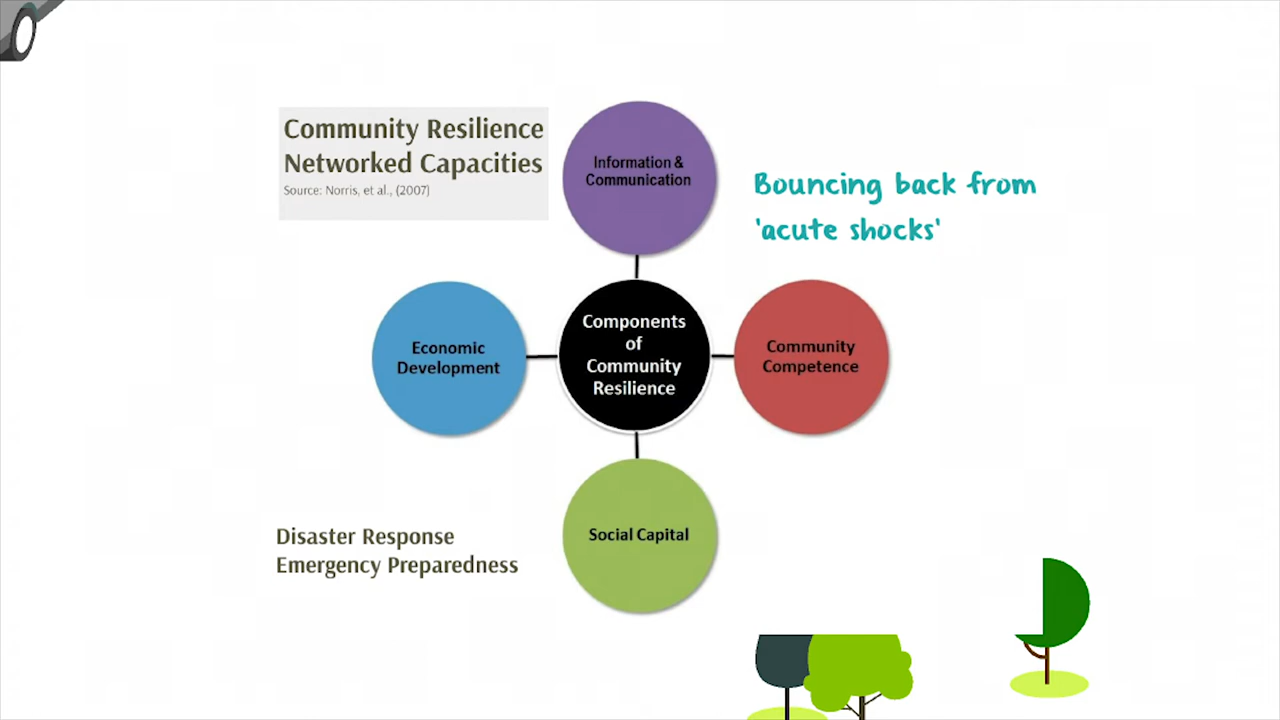 Community Resilience
Networked Capacities
Source: Norris, et al., (2007)
Information &
Communication
Bouncing back from
'acute shocks'
Economic
Development
Components
of
Community
Resilience
Community
Competence
Social Capital
Disaster Response
Emergency Preparedness